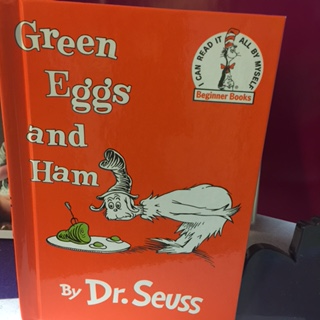 Green
Eggs
and
Ham
I CAN READ IT ALL BY MYSELF
Beginner Books
By Dr. Seuss